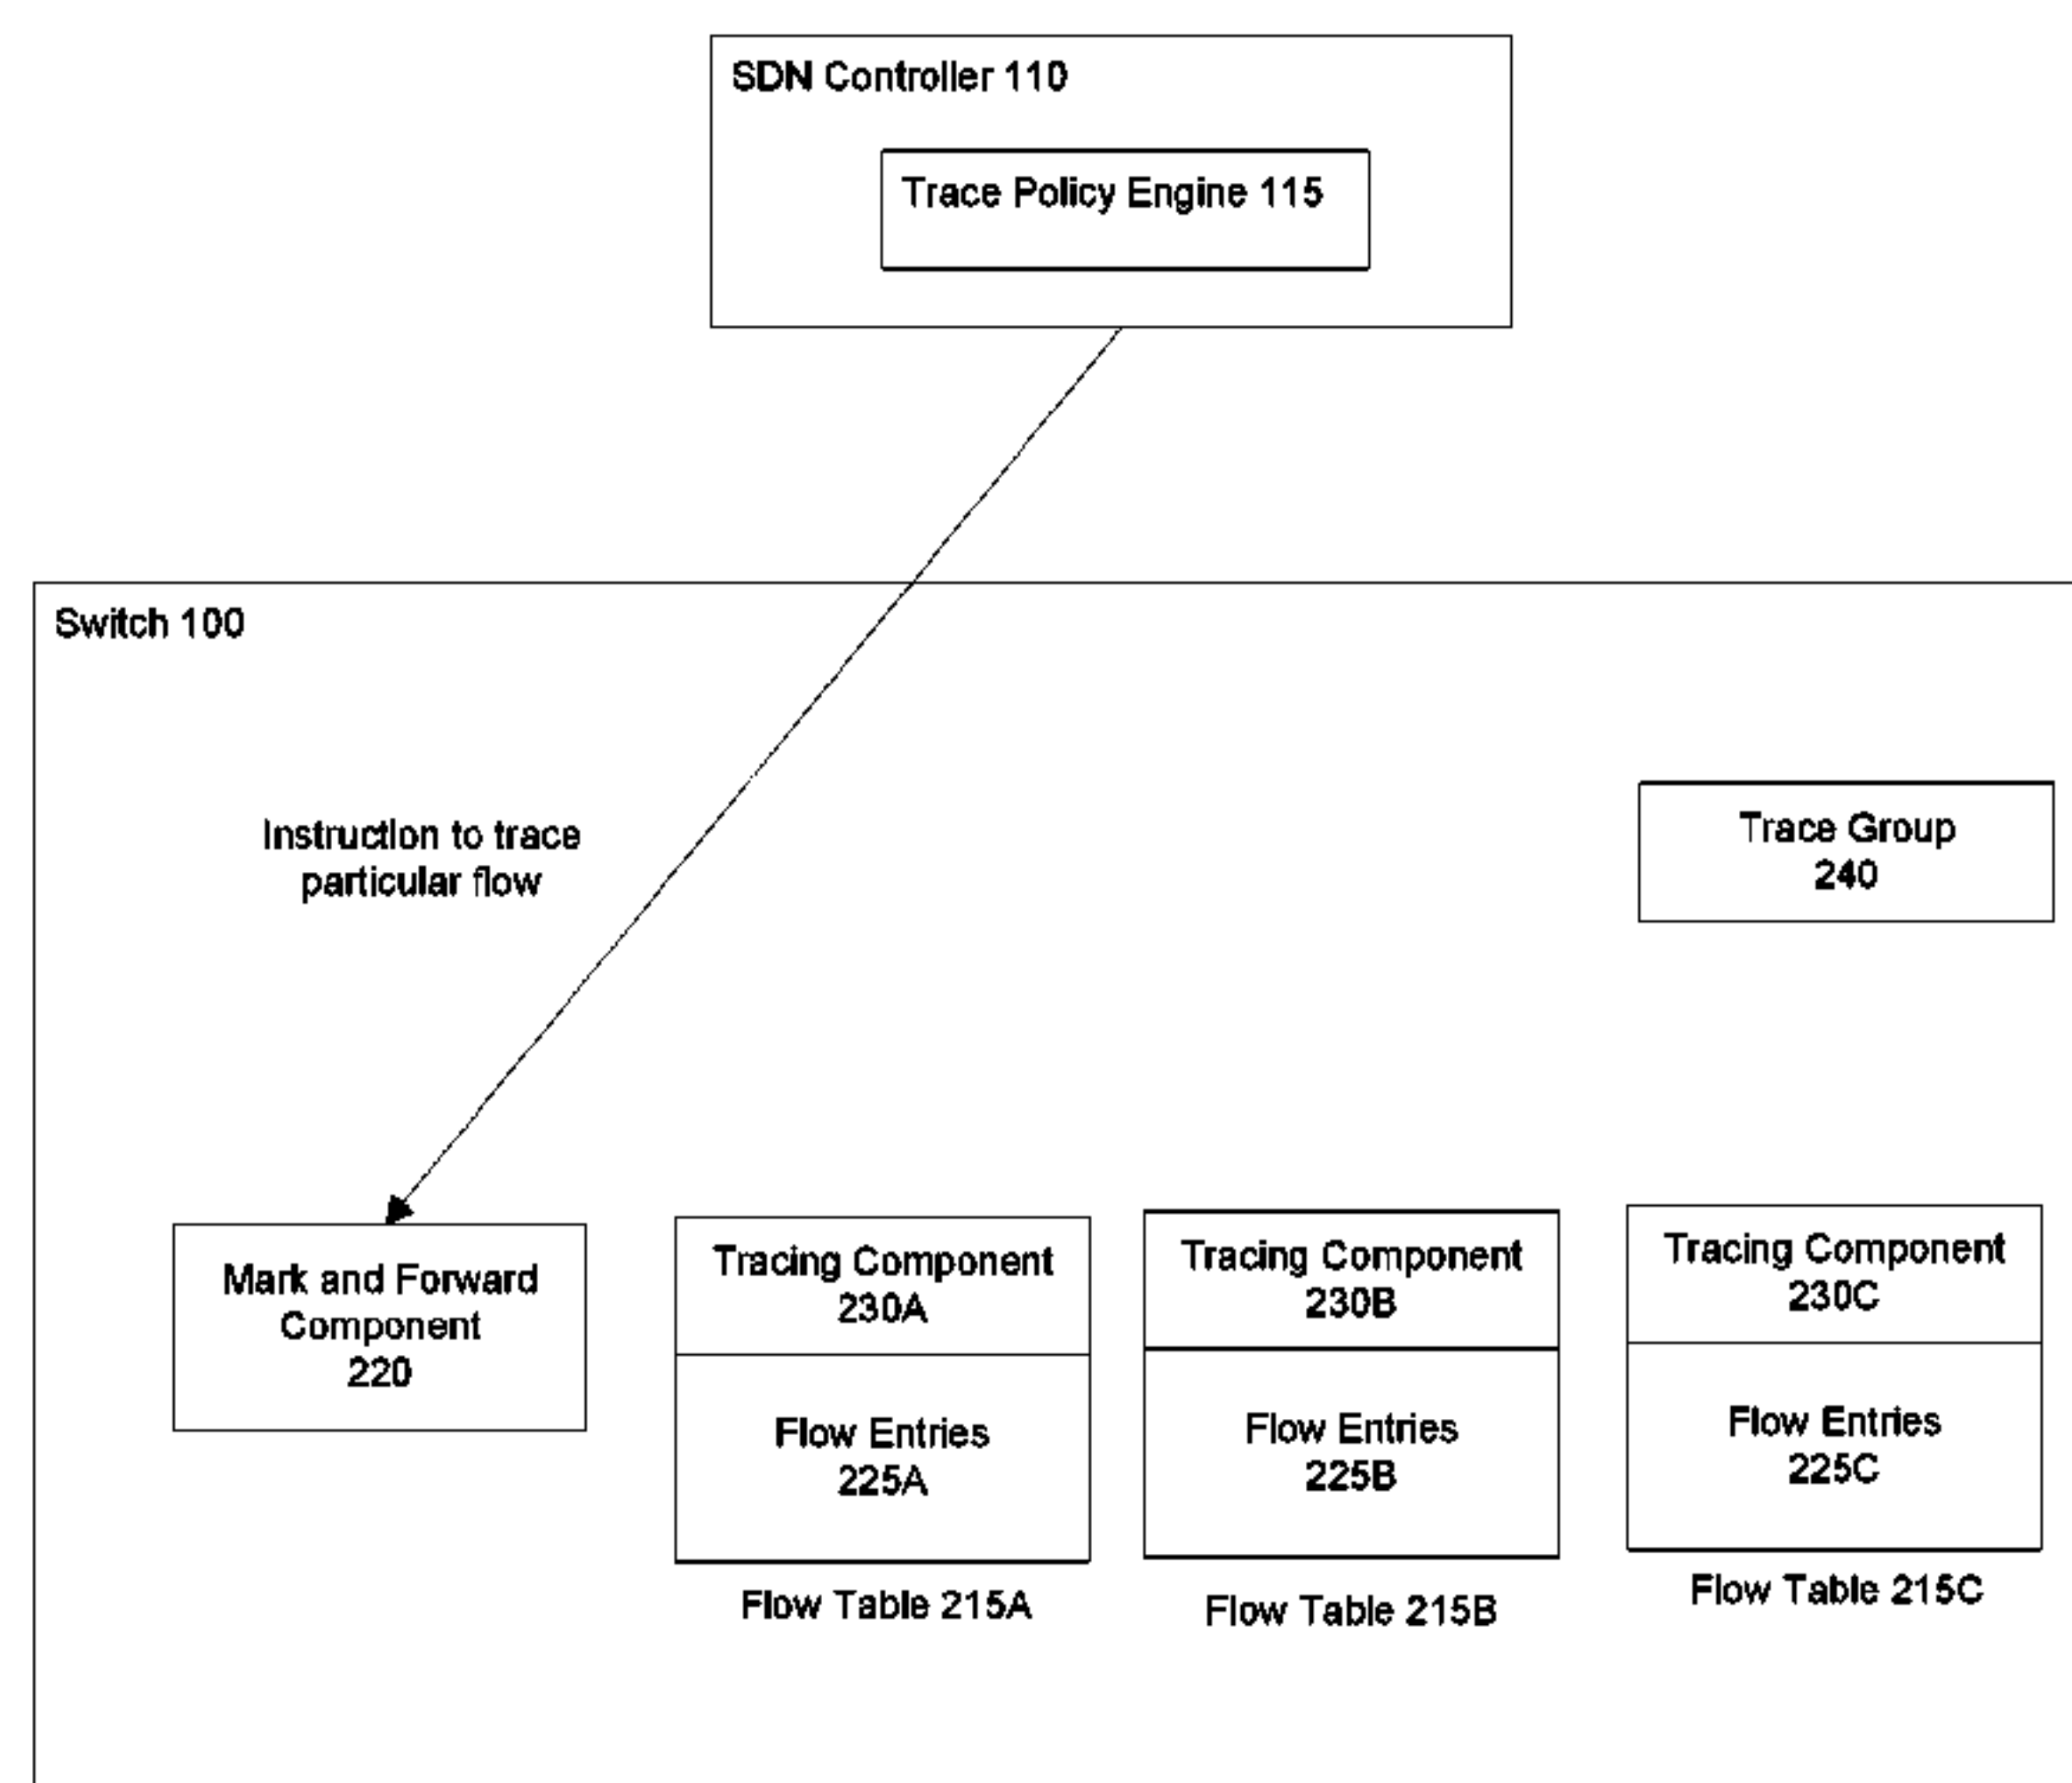 SDN Controller 110
Trace Policy Engine 115
Switch 100
Instruction to trace
particular flow
Trace Group
240
Mark and Forward
Component
220
Tracing Component
230A
Flow Entries
225A
Flow Table 215A
Tracing Component
230B
Flow Entries
225B
Flow Table 215B
Tracing Component
230C
Flow Entries
225C
Flow Table 215C